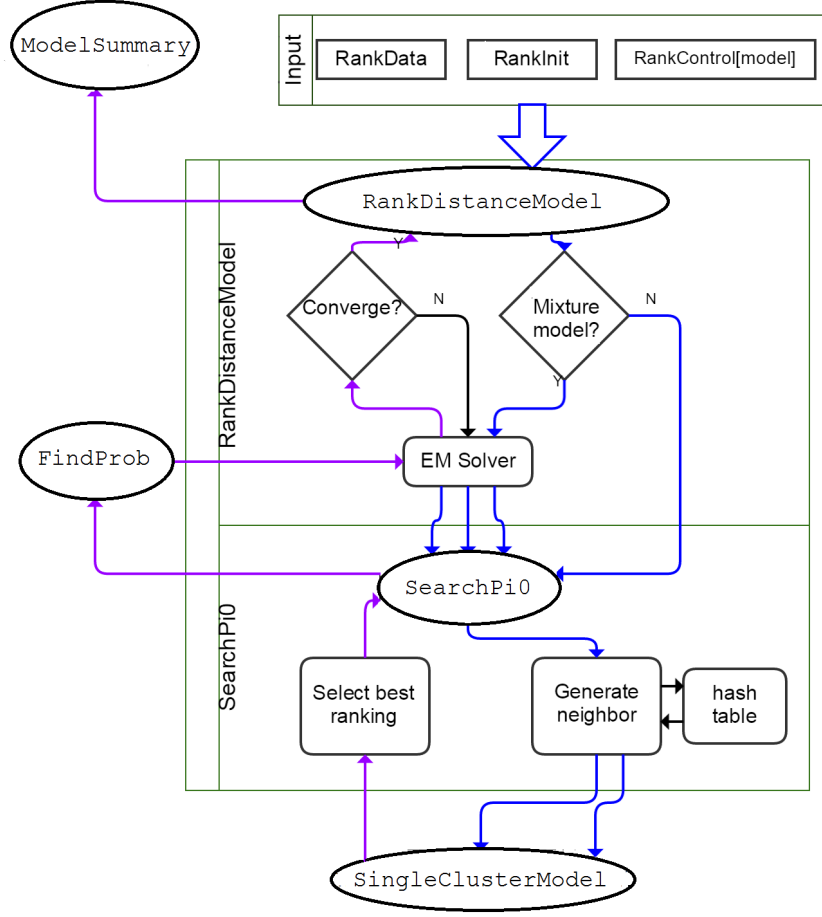 ModelSummary
Input
RankData
RankInit
RankControl[model]
RankDistanceModel
RankDistanceModel
Y
Converge?
N
Mixture
model?
N
Y
FindProb
EM Solver
SearchPi0
SearchPi0
Select best
ranking
Generate
neighbor
hash
table
SingleClusterModel